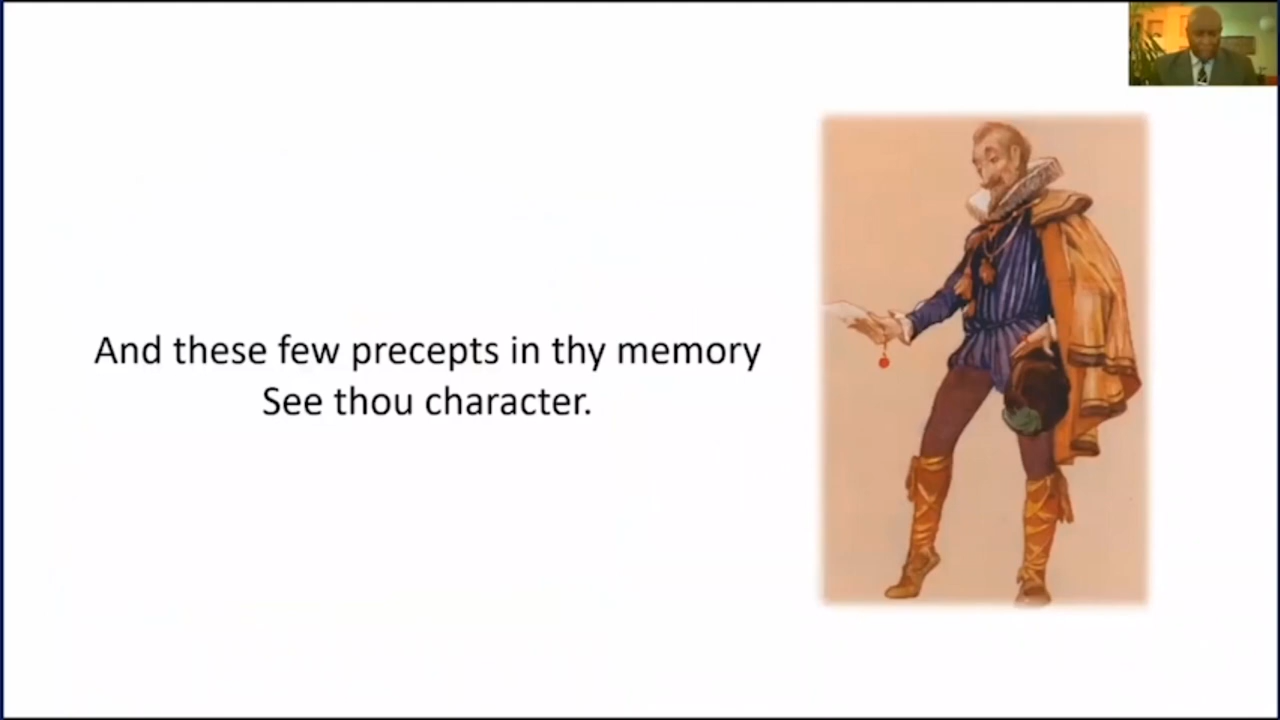 And these few precepts in thy memory
See thou character.